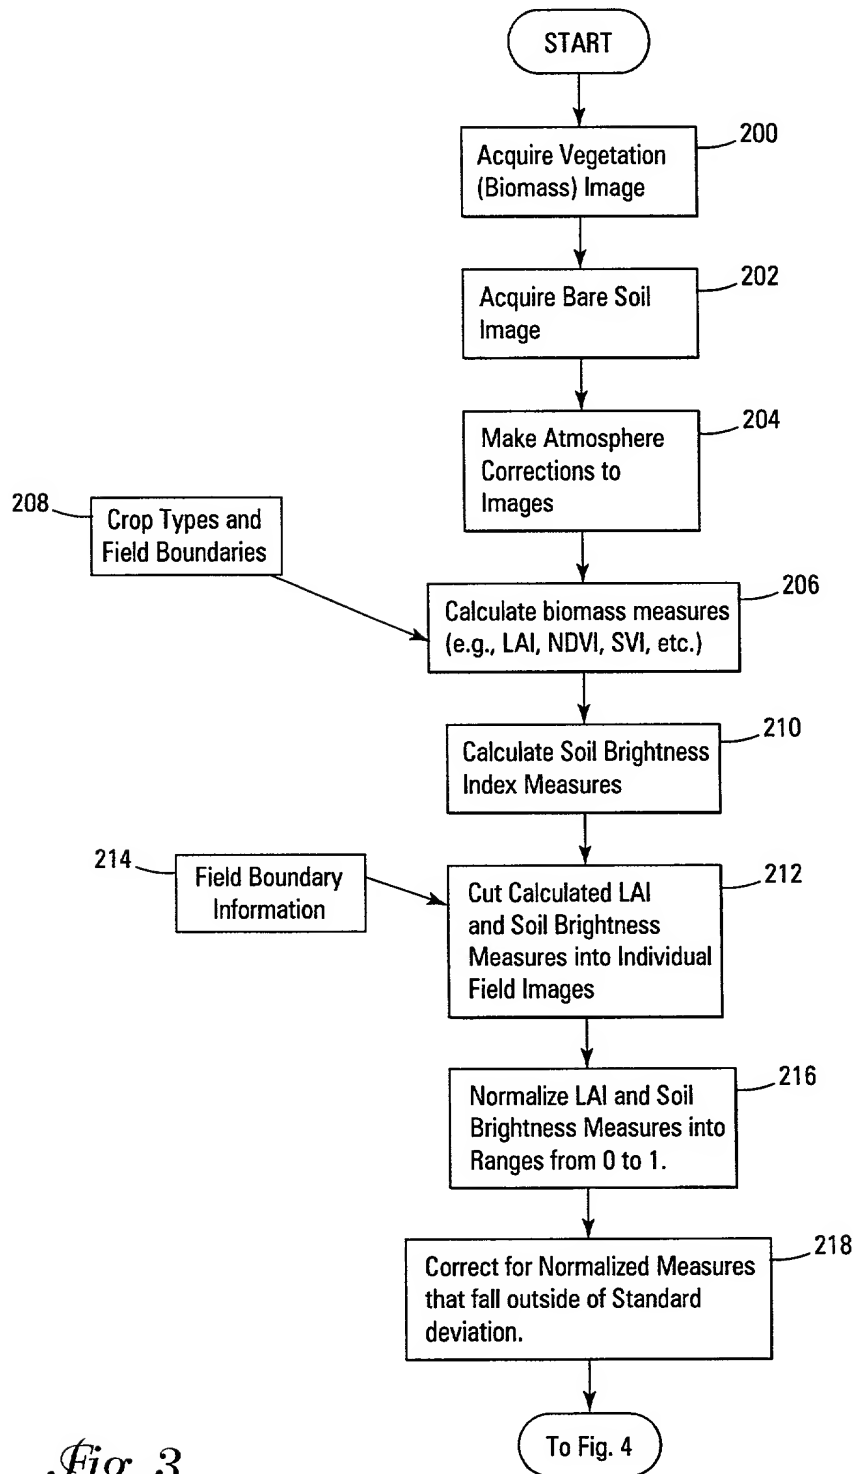 START
200
Acquire Vegetation
(Biomass) Image
202
Acquire Bare Soil
Image
204
Make Atmosphere
Corrections to
Images
208
Crop Types and
Field Boundaries
206
Calculate biomass measures
(e.g., LAI, NDVI, SVI, etc.)
210
Calculate Soil Brightness
Index Measures
214
Field Boundary
Information
212
Cut Calculated LAI
and Soil Brightness
Measures into Individual
Field Images
216
Normalize LAI and Soil
Brightness Measures into
Ranges from 0 to 1.
218
Correct for Normalized Measures
that fall outside of Standard
deviation.
To Fig. 4
Fig. 3